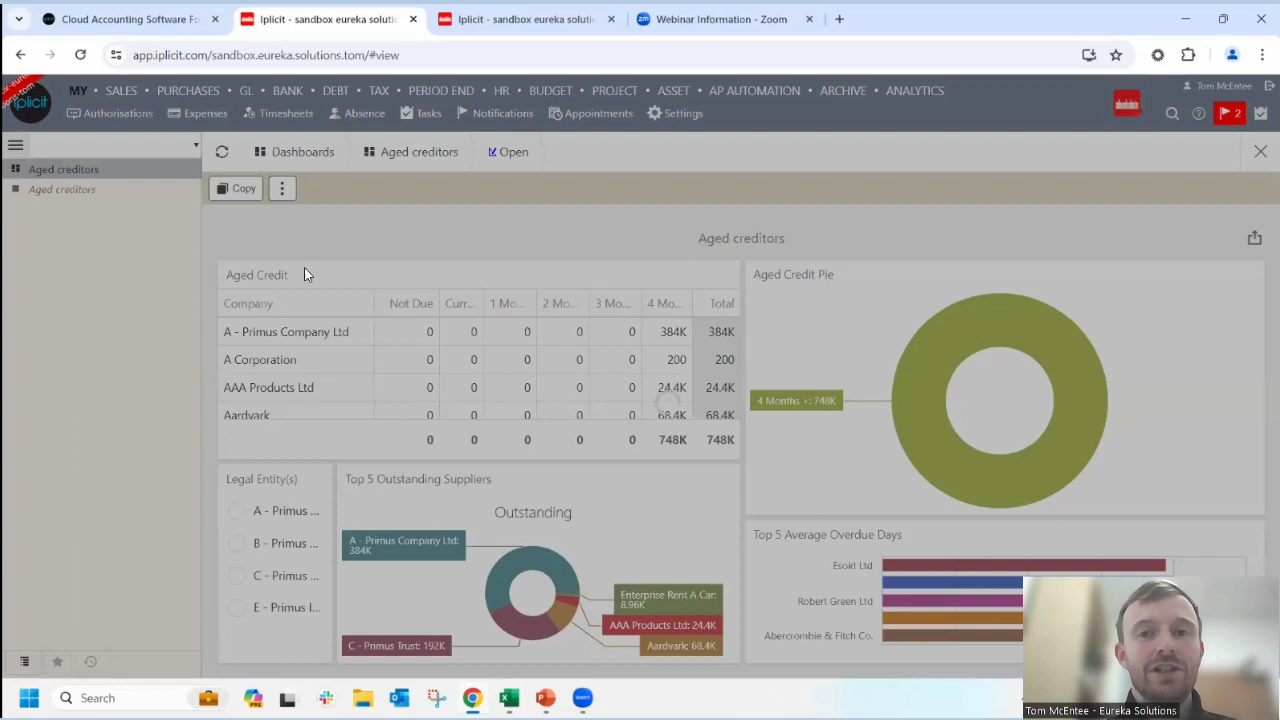 Cloud Accounting Software Fo
Iplicit - sandbox eureka solutic
Iplicit - sandbox eureka solutic
Webinar Information - Zoom
app.iplicit.com/sandbox.eureka.solutions.tom/#view
MY • SALES • PURCHASES • GL • BANK • DEBT • TAX • PERIOD END • HR • BUDGET • PROJECT • ASSET • AP AUTOMATION • ARCHIVE • ANALYTICS
Tom McEntee
iplicit
Authorisations Expenses Timesheets Absence Tasks Notifications Appointments Settings
2
Dashboards Aged creditors Open
Aged creditors
Aged creditors
Copy
Aged creditors
Aged Credit
Company Not Due Curr... 1 Mo... 2 Mo... 3 Mo... 4 Mo... Total
A - Primus Company Ltd 0 0 0 0 0 384K 384K
A Corporation 0 0 0 0 0 200 200
AAA Products Ltd 0 0 0 0 0 24.4K 24.4K
Aardvark 0 0 0 0 0 68.4K 68.4K
0 0 0 0 0 748K 748K
Aged Credit Pie
4 Months +: 748K
Legal Entity(s)
A - Primus ...
B - Primus ...
C - Primus ...
E - Primus I...
Top 5 Outstanding Suppliers
Outstanding
A - Primus Company Ltd:
384K
Enterprise Rent A Car:
8.96K
AAA Products Ltd: 24.4K
C - Primus Trust: 192K
Aardvark: 68.4K
Top 5 Average Overdue Days
Esoid Ltd
Robert Green Ltd
Abercrombie & Fitch Co.
Search
Tom McEntee - Eureka Solutions